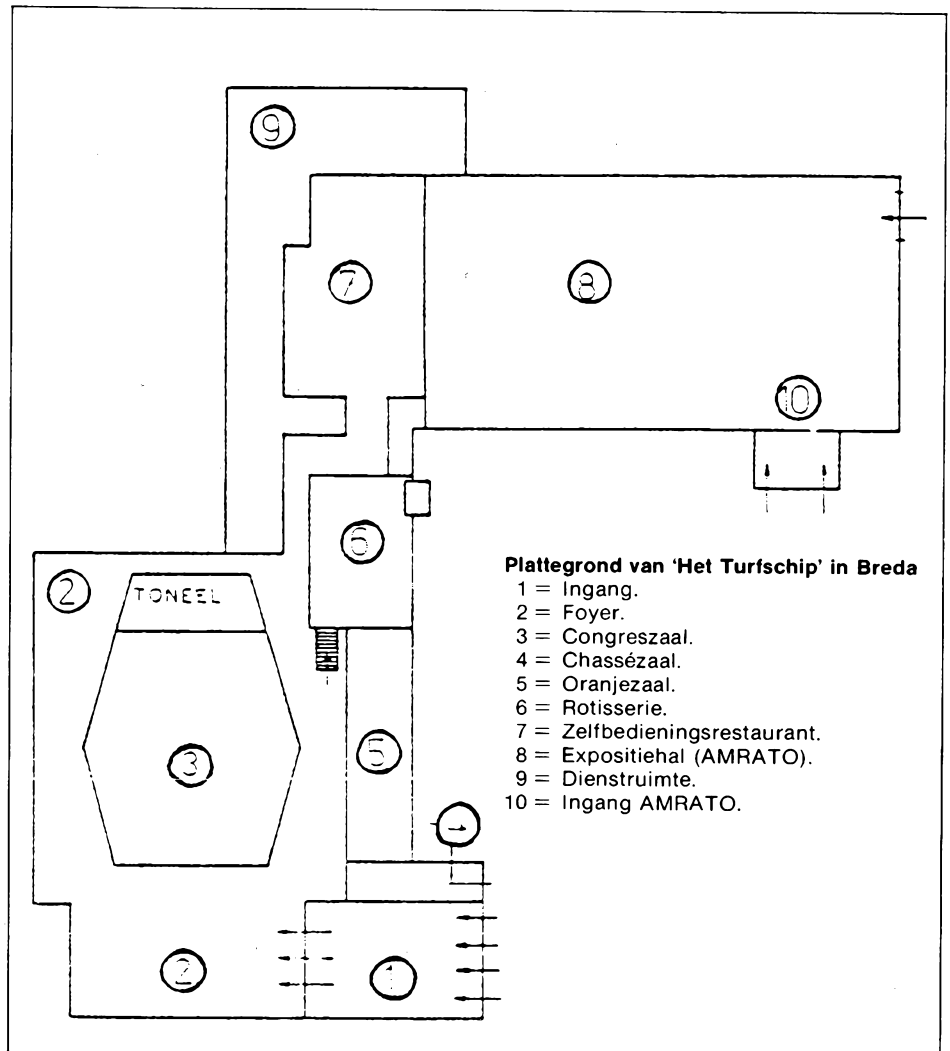 9
7
8
10
6
2
TONEEL
3
5
2
1
Plattegrond van ‘Het Turfschip’ in Breda
1 = Ingang.
2 = Foyer.
3 = Congreszaal.
4 = Chassézaal.
5 = Oranjezaal.
6 = Rotisserie.
7 = Zelfbedieningsrestaurant.
8 = Expositiehal (AMRATO).
9 = Dienstruimte.
10 = Ingang AMRATO.